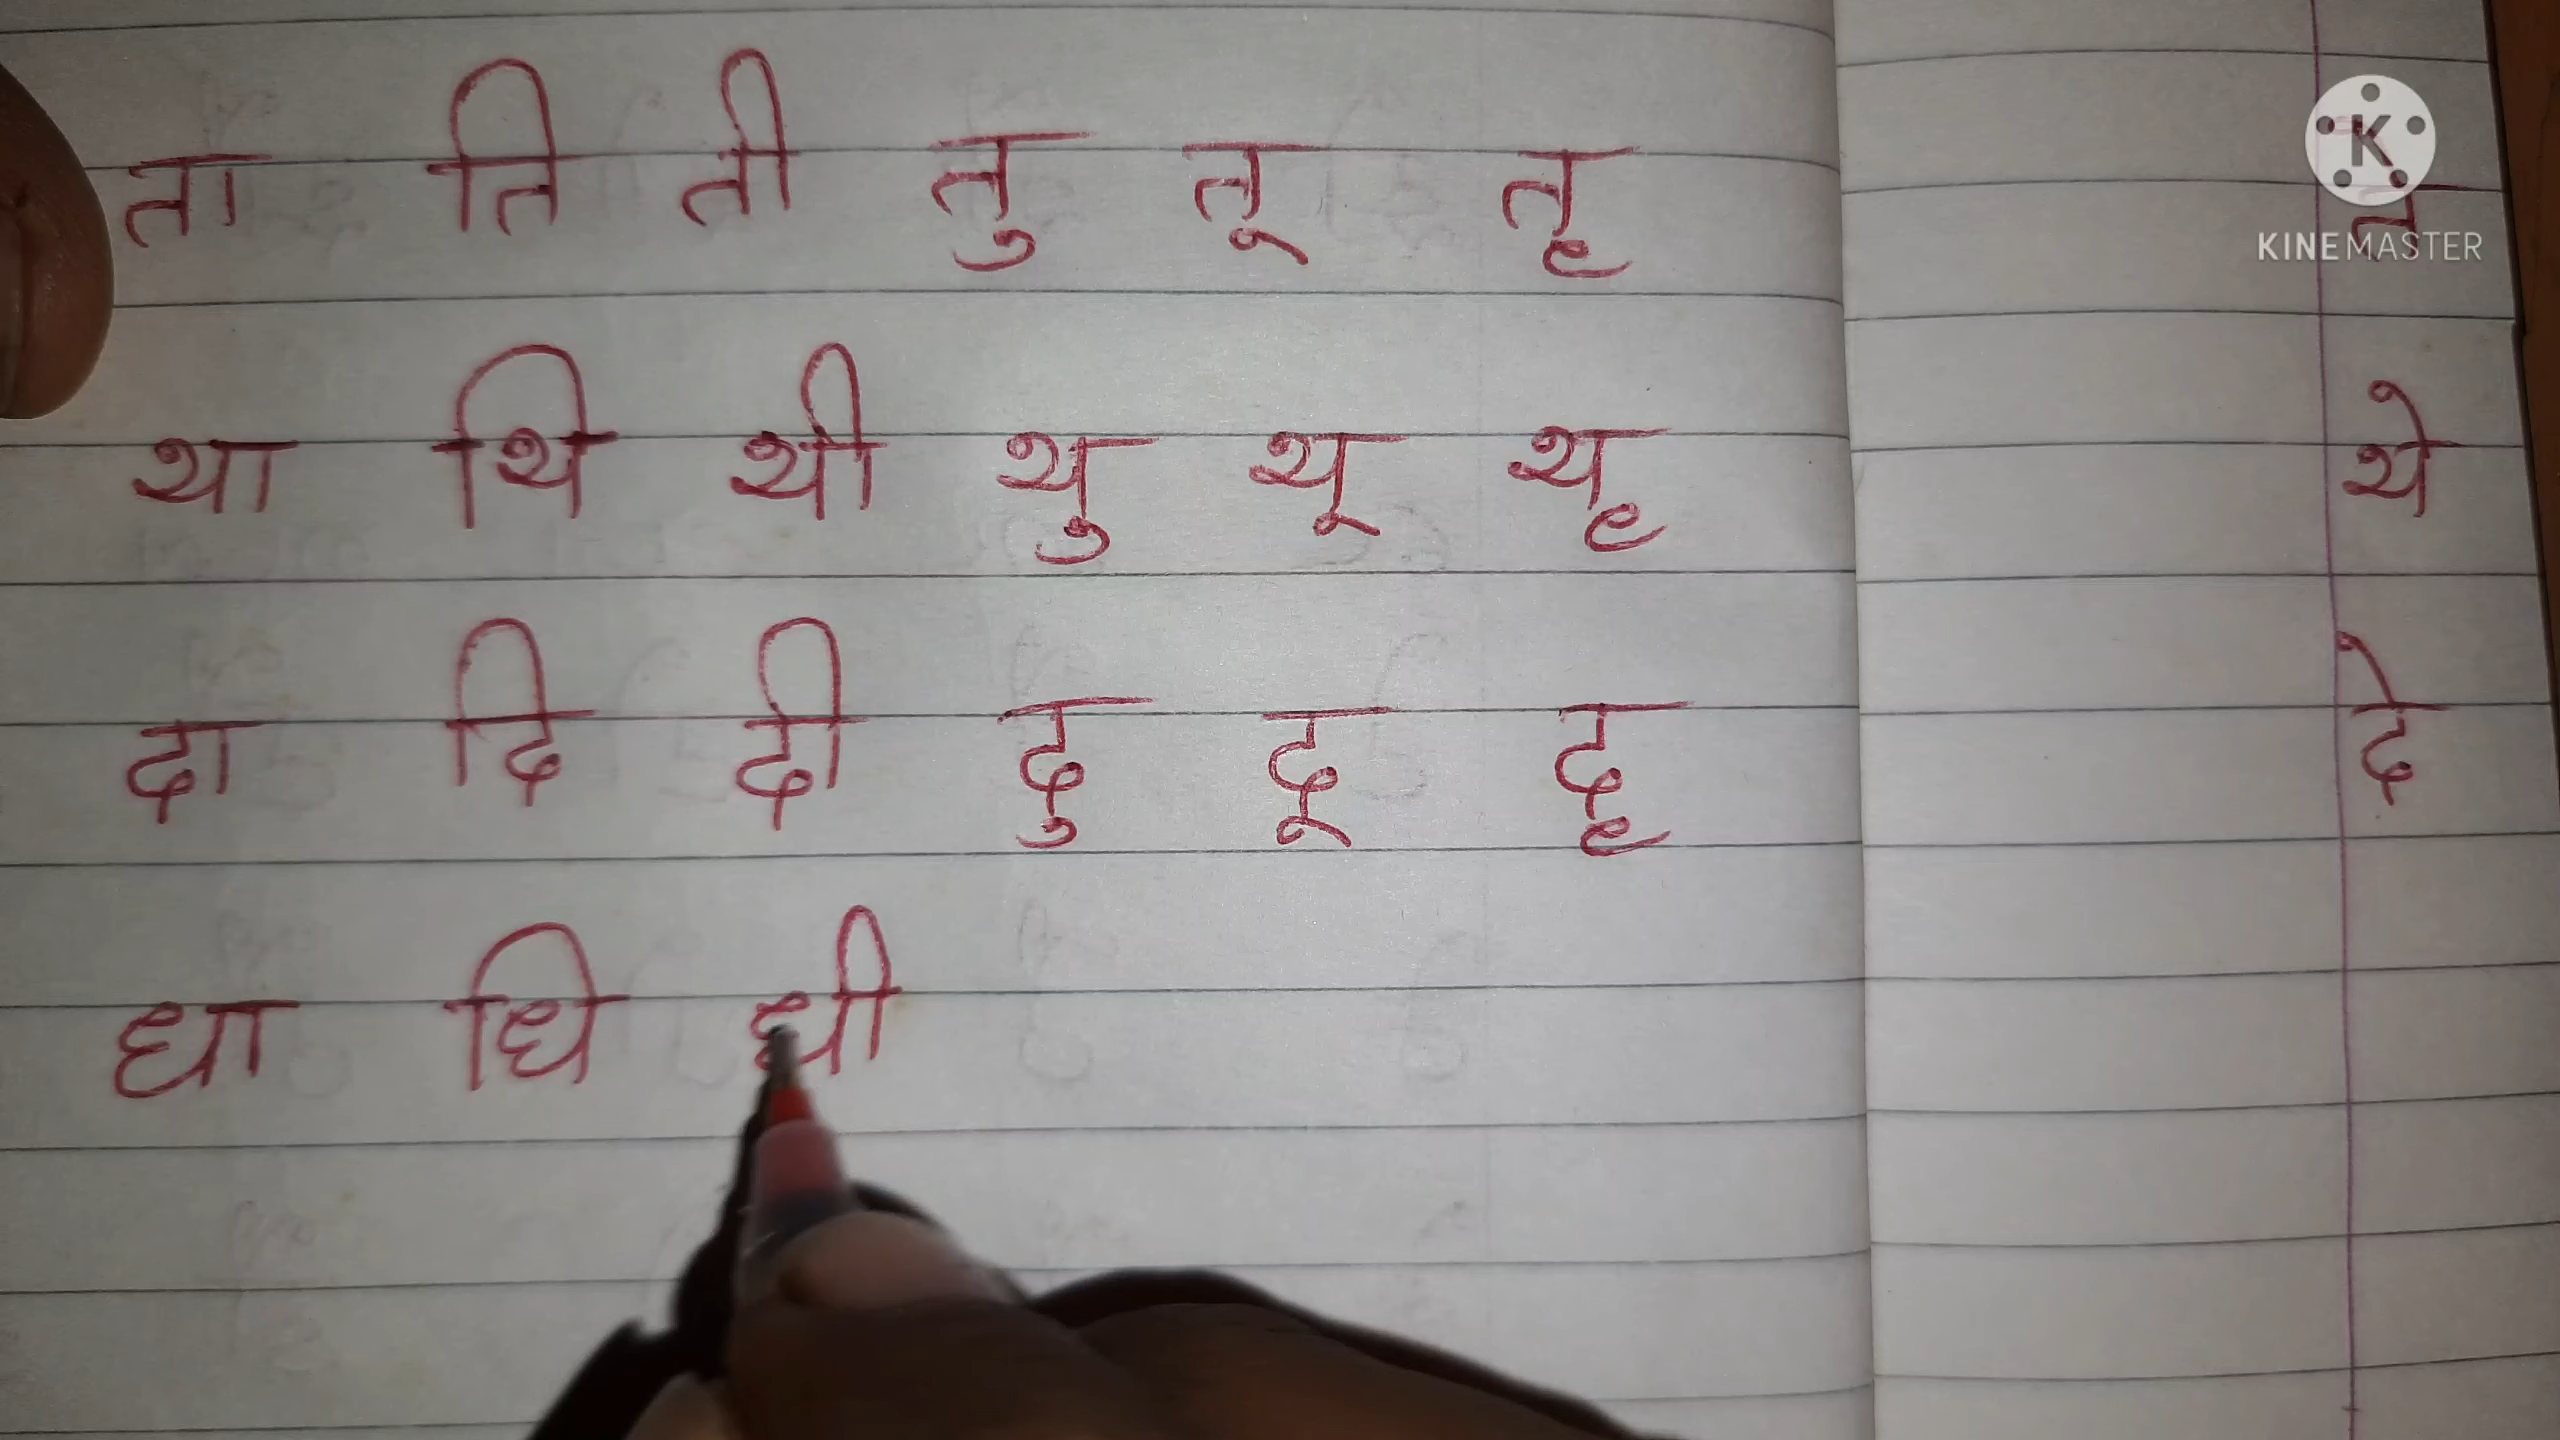 ता ति ती तु तू तृ
था थि थी थु थू थृ थे
दा दि दी दु दू दृ दे
धा धि धी
KINEMASTER